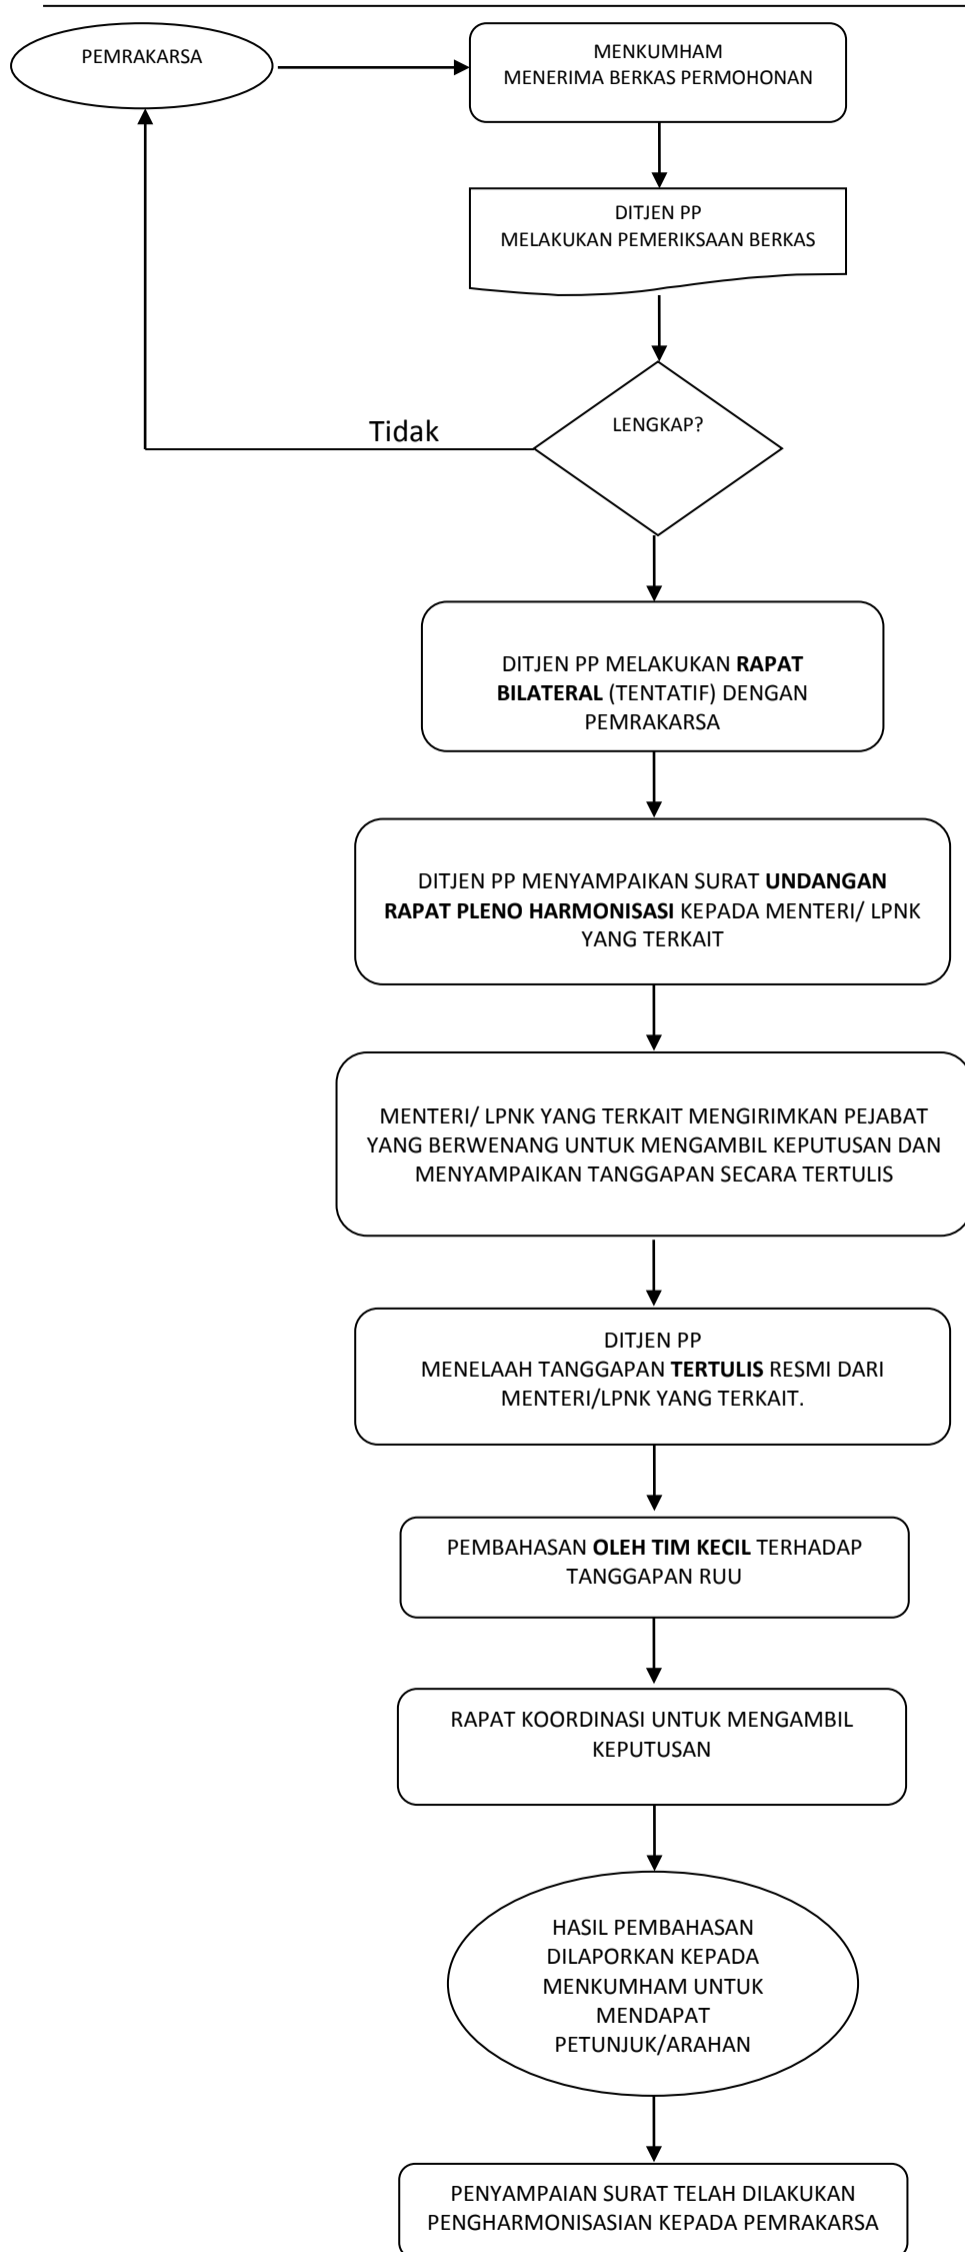 PEMRAKARSA
MENKUMHAM
MENERIMA BERKAS PERMOHONAN
DITJEN PP
MELAKUKAN PEMERIKSAAN BERKAS
LENGKAP?
Tidak
DITJEN PP MELAKUKAN RAPAT
BILATERAL (TENTATIF) DENGAN
PEMRAKARSA
DITJEN PP MENYAMPAIKAN SURAT UNDANGAN
RAPAT PLENO HARMONISASI KEPADA MENTERI/ LPNK
YANG TERKAIT
MENTERI/ LPNK YANG TERKAIT MENGIRIMKAN PEJABAT
YANG BERWENANG UNTUK MENGAMBIL KEPUTUSAN DAN
MENYAMPAIKAN TANGGAPAN SECARA TERTULIS
DITJEN PP
MENELAAH TANGGAPAN TERTULIS RESMI DARI
MENTERI/LPNK YANG TERKAIT.
PEMBAHASAN OLEH TIM KECIL TERHADAP
TANGGAPAN RUU
RAPAT KOORDINASI UNTUK MENGAMBIL
KEPUTUSAN
HASIL PEMBAHASAN
DILAPORKAN KEPADA
MENKUMHAM UNTUK
MENDAPAT
PETUNJUK/ARAHAN
PENYAMPAIAN SURAT TELAH DILAKUKAN
PENGHARMONISASIAN KEPADA PEMRAKARSA